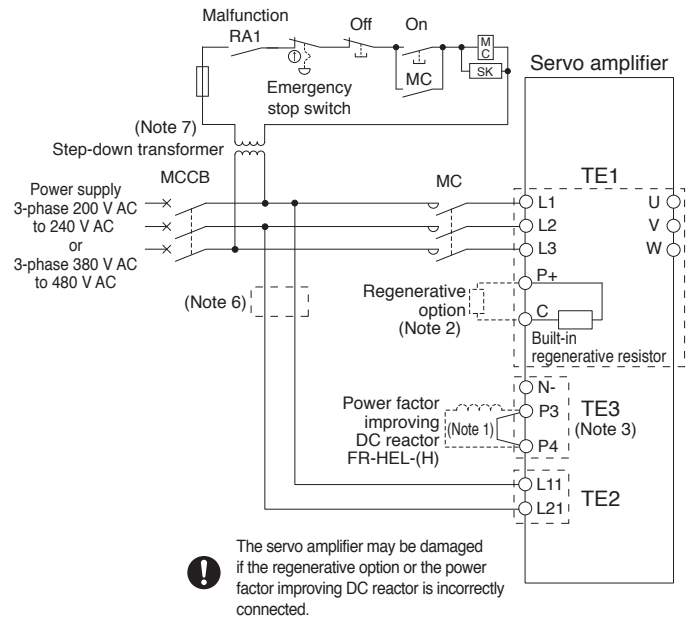 Malfunction
RA1
Off
On
MC
SK
MC
Emergency
stop switch
Servo amplifier
(Note 7)
Step-down transformer
MCCB
MC
TE1
Power supply
3-phase 200 V AC
to 240 V AC
or
3-phase 380 V AC
to 480 V AC
L1
L2
L3
U
V
W
P+
C
Regenerative
option
(Note 2)
Built-in
regenerative resistor
(Note 6)
N-
P3
P4
TE3
(Note 3)
Power factor
improving
DC reactor
FR-HEL-(H)
(Note 1)
L11
L21
TE2
The servo amplifier may be damaged
if the regenerative option or the power
factor improving DC reactor is incorrectly
connected.